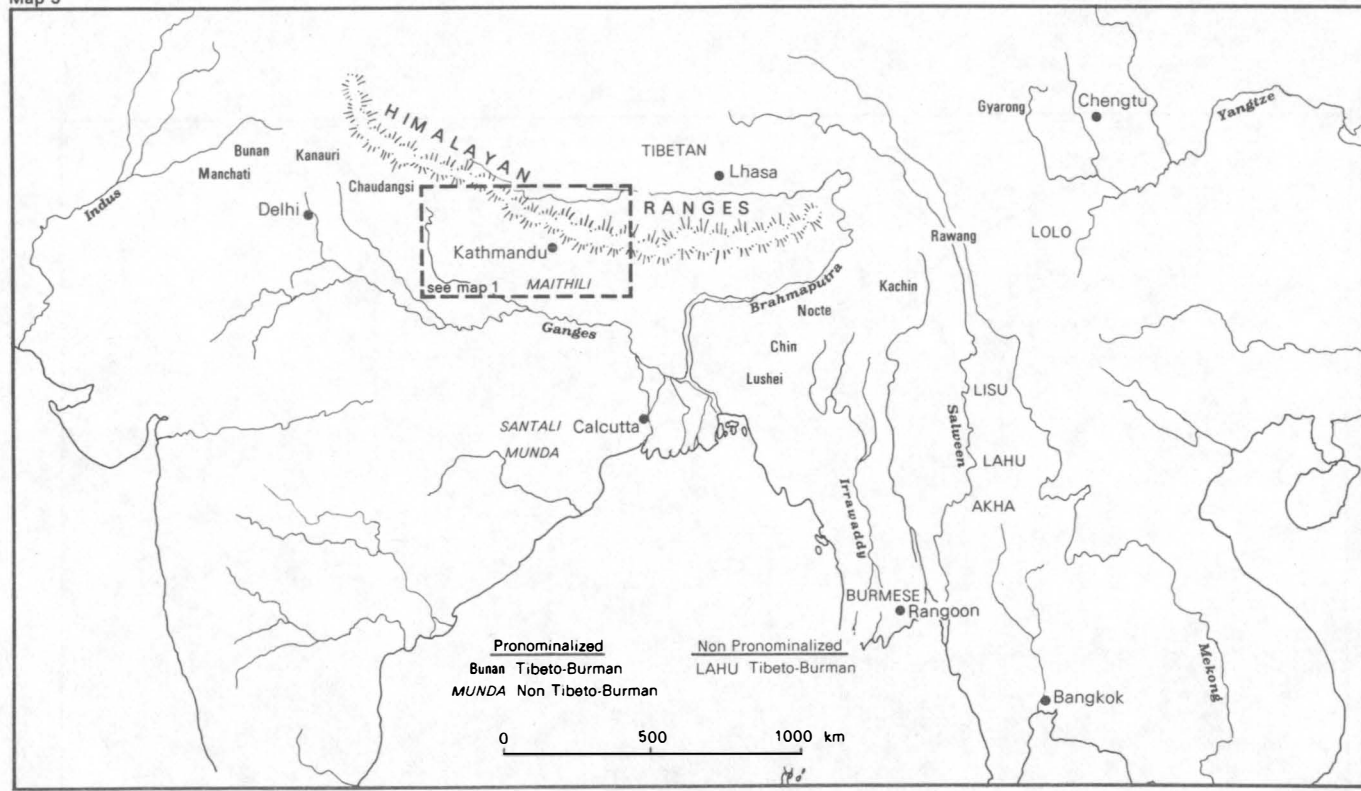 HIMALAYAN
RANGES
Gyarong
Chengtu
Yangtze
Bunan
Kanauri
Manchati
TIBETAN
Lhasa
Chaudangsi
Indus
Delhi
Rawang
LOLO
Kathmandu
see map 1
MAITHILI
Brahmaputra
Kachin
Nocte
Ganges
Chin
Lushei
LISU
SANTALI
Calcutta
MUNDA
Salween
LAHU
AKHA
Irrawaddy
BURMESE
Rangoon
Mekong
Pronominalized
Bunan Tibeto-Burman
MUNDA Non Tibeto-Burman
Non Pronominalized
LAHU Tibeto-Burman
Bangkok
0 500 1000 km